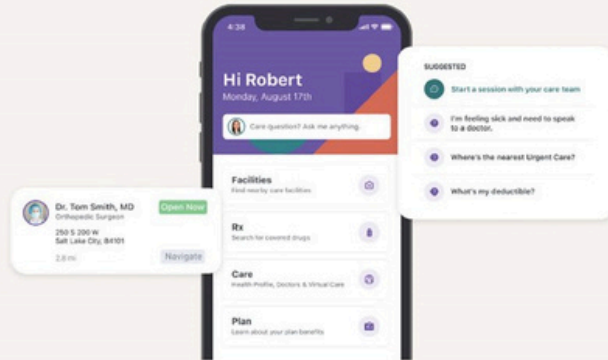 4:38
Hi Robert
Monday, August 17th
Care question? Ask me anything.
Facilities
Find nearby care facilities
Rx
Search for covered drugs
Care
Health Profile, Doctors & Virtual Care
Plan
Learn about your plan benefits
Dr. Tom Smith, MD
Open Now
Orthopedic Surgeon
250 S 200 W
Salt Lake City, 84101
2.8 mi
Navigate
SUGGESTED
Start a session with your care team
I'm feeling sick and need to speak
to a doctor.
Where's the nearest Urgent Care?
What's my deductible?